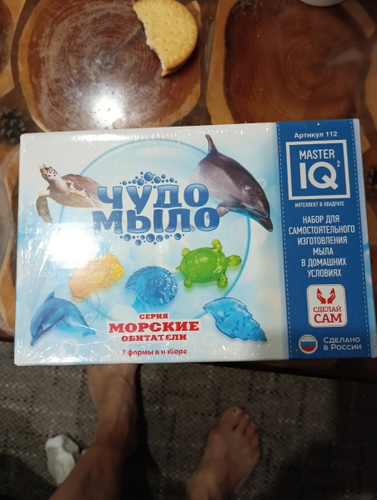 Артикул 112
MASTER
IQ2
ИНТЕЛЛЕКТ В КВАДРАТЕ
ЧУДО
МЫЛО
НАБОР ДЛЯ
САМОСТОЯТЕЛЬНОГО
ИЗГОТОВЛЕНИЯ
МЫЛА
В ДОМАШНИХ
УСЛОВИЯХ
СЕРИЯ
МОРСКИЕ
ОБИТАТЕЛИ
3 формы в наборе
СДЕЛАЙ
САМ
СДЕЛАНО
В РОССИИ